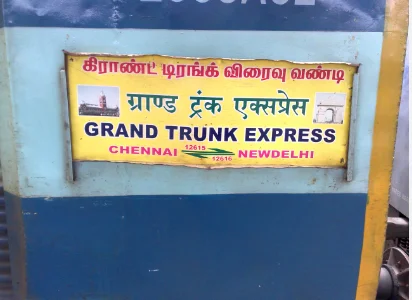 கிராண்ட் டிரங்க் விரைவு வண்டி
ग्राण्ड ट्रंक एक्सप्रेस
GRAND TRUNK EXPRESS
CHENNAI 12615 NEWDELHI
12616